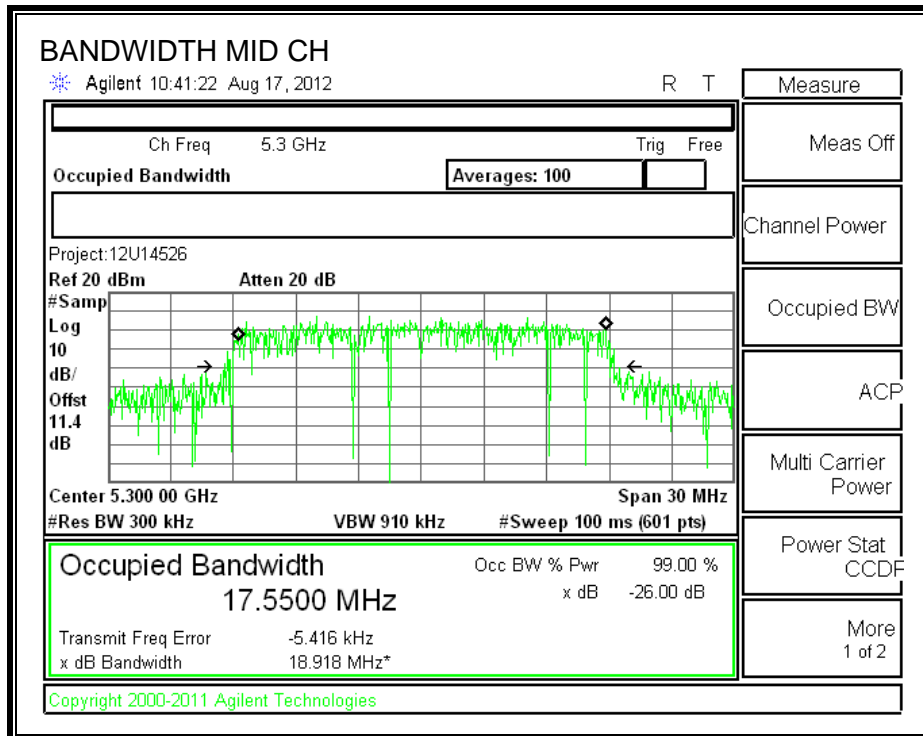 BANDWIDTH MID CH
Agilent 10:41:22 Aug 17, 2012 R T
Measure
Ch Freq 5.3 GHz Trig Free
Meas Off
Occupied Bandwidth Averages: 100
Channel Power
Project:12U14526
Ref 20 dBm Atten 20 dB
#Samp
Log
10
dB/
Offst
11.4
dB
Occupied BW
ACP
Center 5.300 00 GHz Span 30 MHz
#Res BW 300 kHz VBW 910 kHz #Sweep 100 ms (601 pts)
Multi Carrier
Power
Occupied Bandwidth Occ BW % Pwr 99.00 %
17.5500 MHz x dB -26.00 dB
Power Stat
CCDF
Transmit Freq Error -5.416 kHz
x dB Bandwidth 18.918 MHz*
More
1 of 2
Copyright 2000-2011 Agilent Technologies